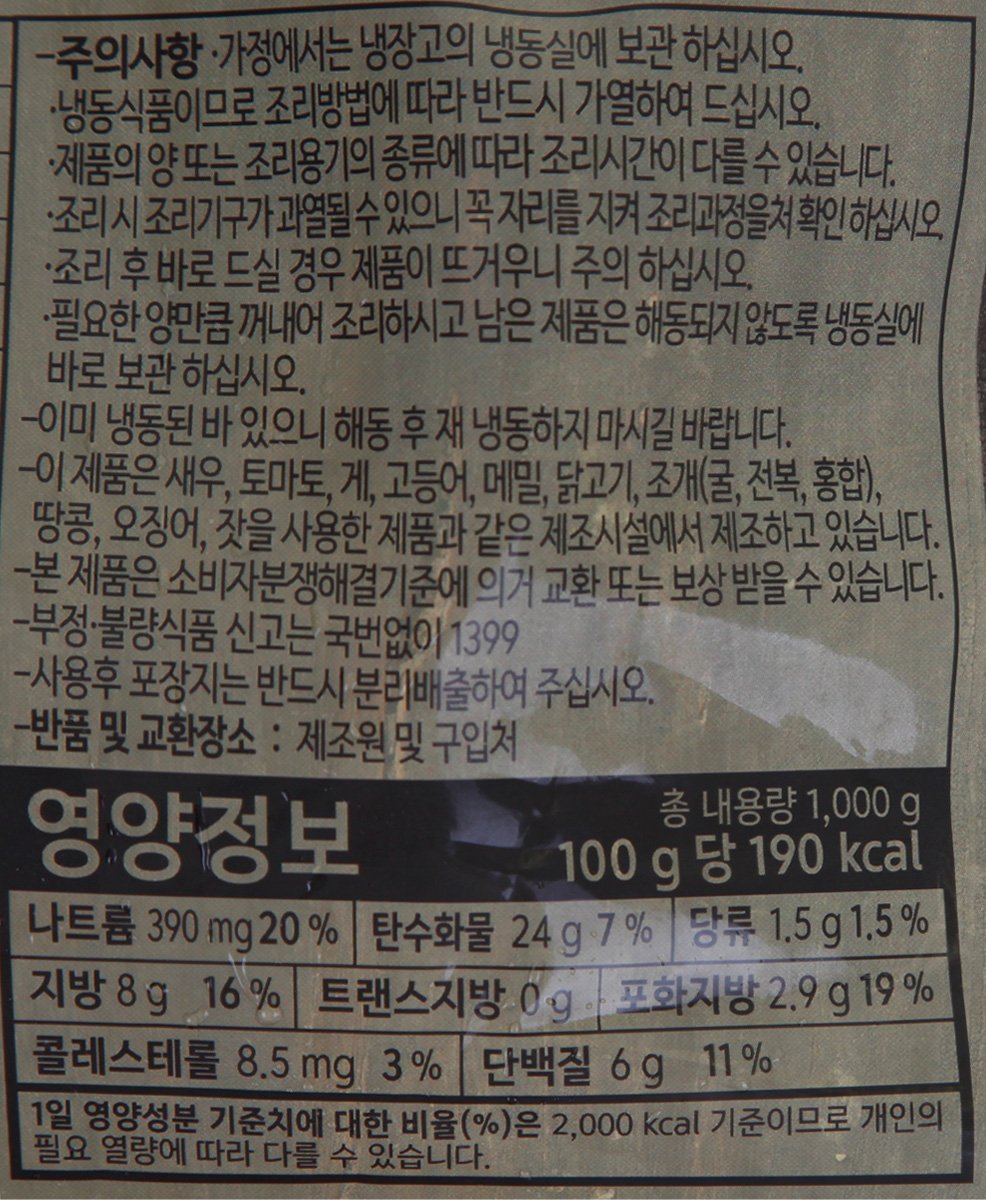 -주의사항 ·가정에서는 냉장고의 냉동실에 보관 하십시오.
·냉동식품이므로 조리방법에 따라 반드시 가열하여 드십시오.
·제품의 양 또는 조리용기의 종류에 따라 조리시간이 다를 수 있습니다.
·조리 시 조리기구가 과열될 수 있으니 꼭 자리를 지켜 조리과정을 처 확인 하십시오.
·조리 후 바로 드실 경우 제품이 뜨거우니 주의 하십시오.
·필요한 양만큼 꺼내어 조리하시고 남은 제품은 해동되지 않도록 냉동실에
바로 보관 하십시오.
-이미 냉동된 바 있으니 해동 후 재 냉동하지 마시길 바랍니다.
-이 제품은 새우, 토마토, 게, 고등어, 메밀, 닭고기, 조개(굴, 전복, 홍합),
땅콩, 오징어, 잣을 사용한 제품과 같은 제조시설에서 제조하고 있습니다.
-본 제품은 소비자분쟁해결기준에 의거 교환 또는 보상 받을 수 있습니다.
-부정·불량식품 신고는 국번없이 1399
-사용후 포장지는 반드시 분리배출하여 주십시오.
-반품 및 교환장소 : 제조원 및 구입처
영양정보
총 내용량 1,000 g
100 g 당 190 kcal
나트륨 390 mg 20 % 탄수화물 24 g 7 % 당류 1.5 g 1.5 %
지방 8 g 16 % 트랜스지방 0 g 포화지방 2.9 g 19 %
콜레스테롤 8.5 mg 3 % 단백질 6 g 11 %
1일 영양성분 기준치에 대한 비율(%)은 2,000 kcal 기준이므로 개인의
필요 열량에 따라 다를 수 있습니다.